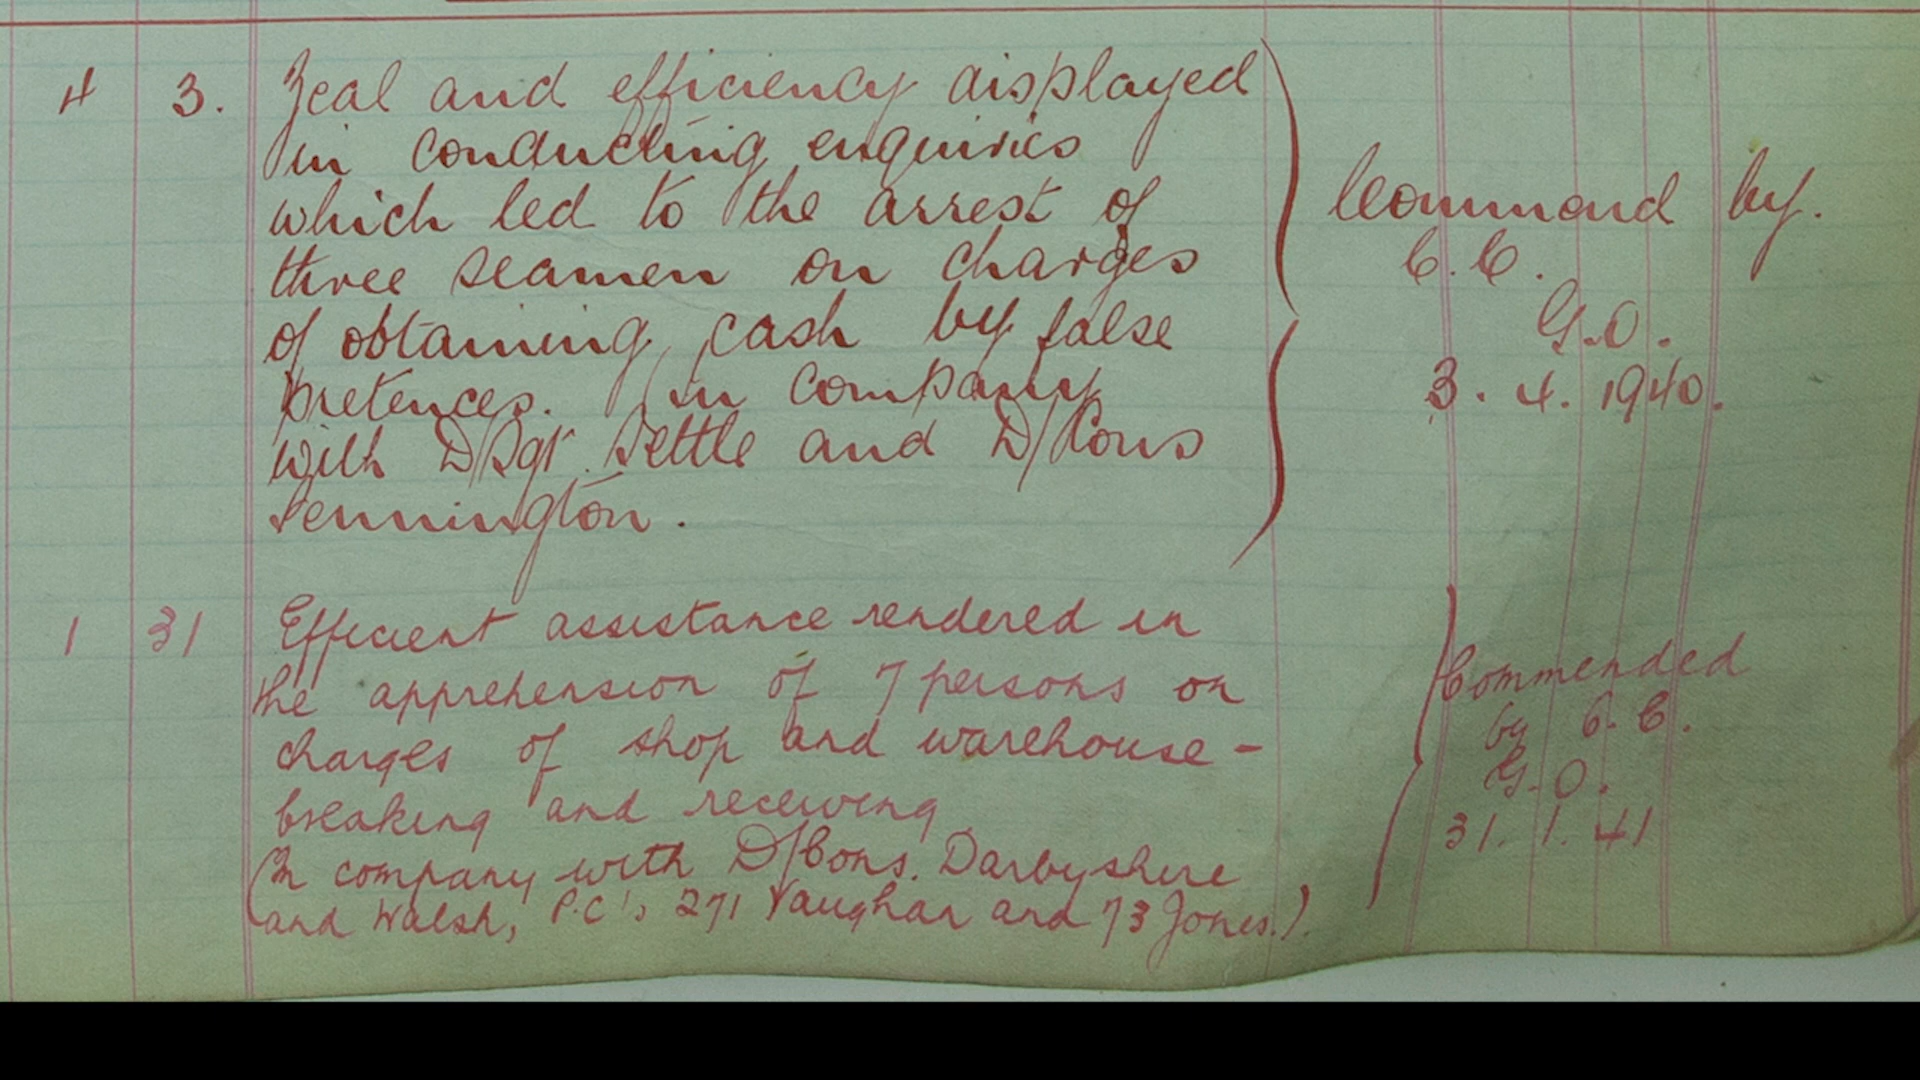 4 3. Zeal and efficiency displayed
in conducting enquiries
which led to the arrest of
three seamen on charges
of obtaining cash by false
pretences. (in company
with D/Sgt. Settle and D/Cons
Pennington.
Commend by.
C.C.
G.O.
3. 4. 1940.
1 31 Efficient assistance rendered in
the apprehension of 7 persons on
charges of shop and warehouse-
breaking and receiving
(In company with D/Cons. Darbyshire
and Walsh, P.C's 271 Vaughan and 73 Jones.).
Commended
by C.C.
G.O.
31. 1. 41